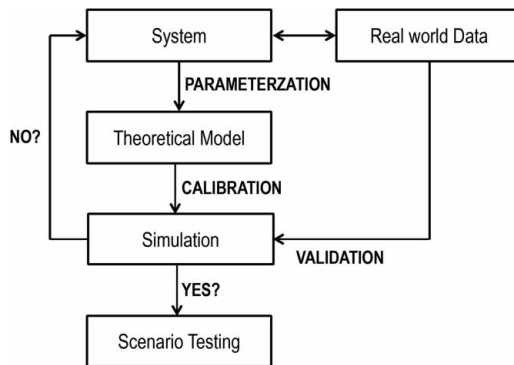 System
Real world Data
PARAMETERZATION
NO?
Theoretical Model
CALIBRATION
Simulation
VALIDATION
YES?
Scenario Testing